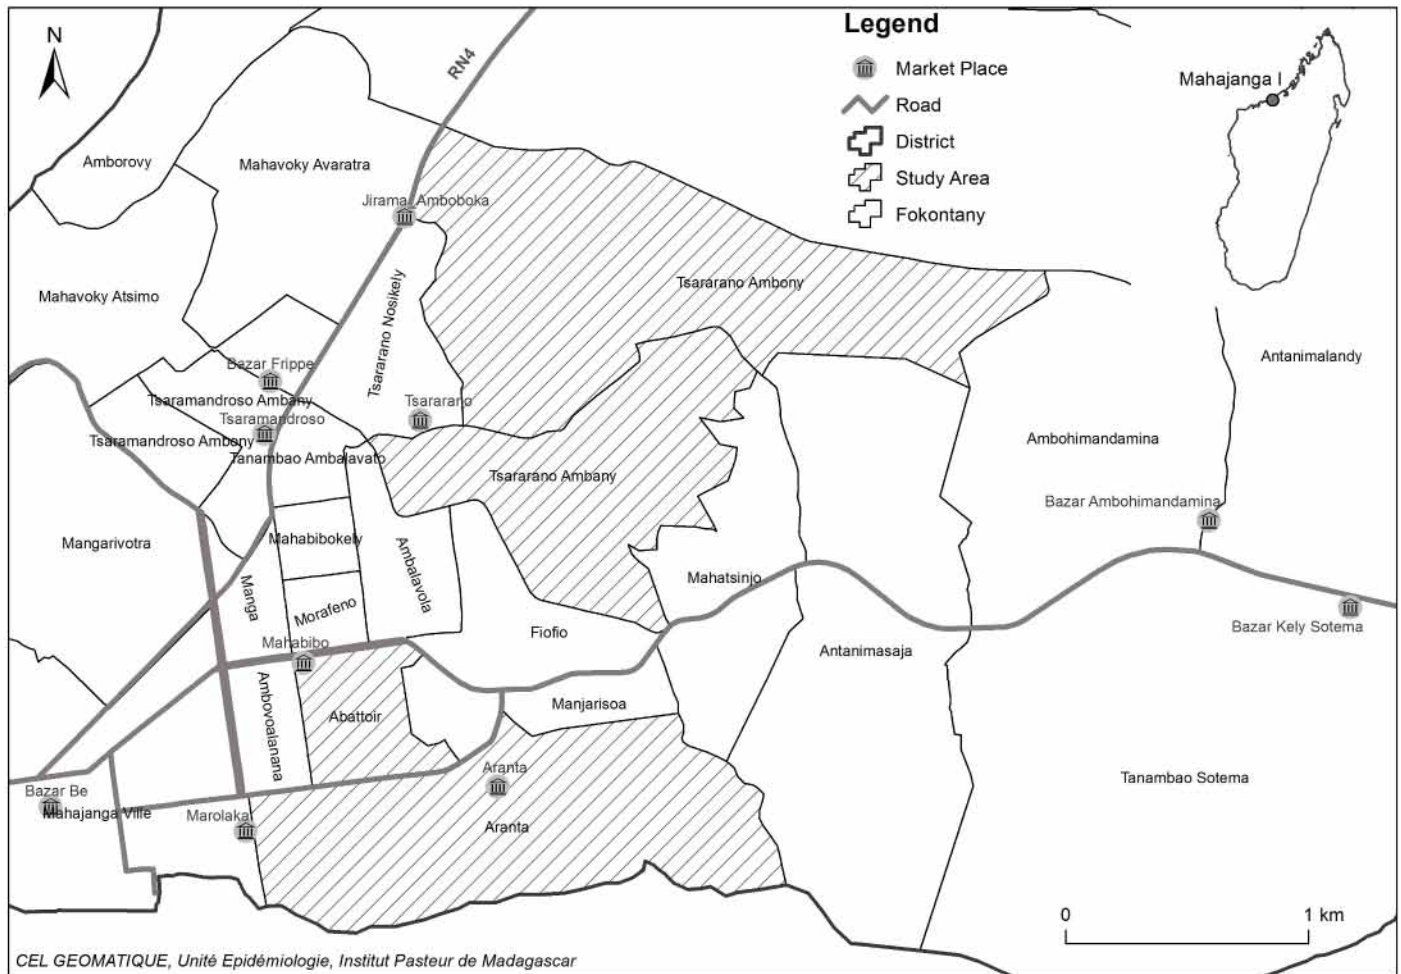 N
RN4
Legend
Market Place
Road
District
Study Area
Fokontany
Mahajanga I
Amborovy
Mahavoky Avaratra
Jirama_Amboboka
Mahavoky Atsimo
Tsararano Nosikely
Tsararano Ambony
Antanimalandy
Bazar Frippe
Tsaramandroso Ambany
Tsararano
Tsaramandroso
Tsaramandroso Ambony
Tanambao Ambalavato
Tsararano Ambany
Ambohimandamina
Bazar Ambohimandamina
Mangarivotra
Mahabibokely
Ambalavola
Manga
Morafeno
Mahatsinjo
Fiofio
Bazar Kely Sotema
Mahabibo
Antanimasaja
Ambovoalanana
Abattoir
Manjarisoa
Aranta
Tanambao Sotema
Bazar Be
Mahajanga Ville
Marolaka
Aranta
0 1 km
CEL GEOMATIQUE, Unité Epidémiologie, Institut Pasteur de Madagascar